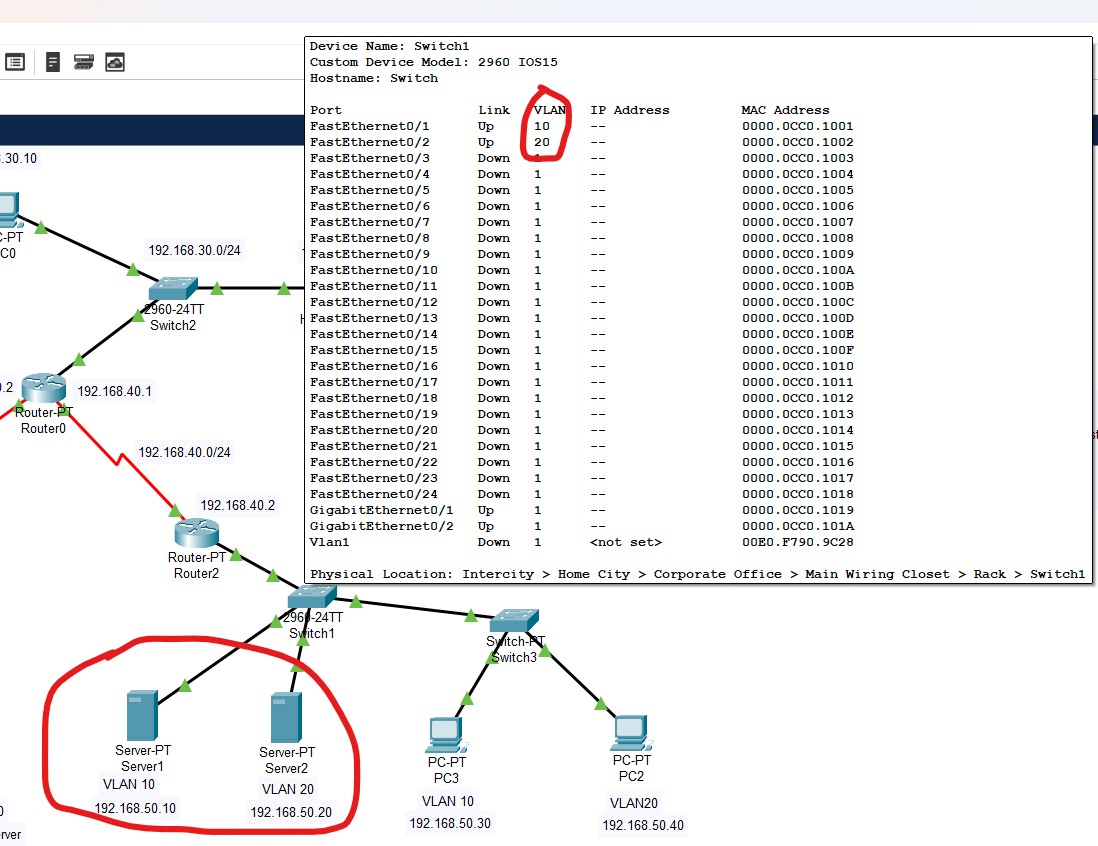 Device Name: Switch1
Custom Device Model: 2960 IOS15
Hostname: Switch
Port Link VLAN IP Address MAC Address
FastEthernet0/1 Up 10 -- 0000.0CC0.1001
FastEthernet0/2 Up 20 -- 0000.0CC0.1002
FastEthernet0/3 Down 1 -- 0000.0CC0.1003
FastEthernet0/4 Down 1 -- 0000.0CC0.1004
FastEthernet0/5 Down 1 -- 0000.0CC0.1005
FastEthernet0/6 Down 1 -- 0000.0CC0.1006
FastEthernet0/7 Down 1 -- 0000.0CC0.1007
FastEthernet0/8 Down 1 -- 0000.0CC0.1008
FastEthernet0/9 Down 1 -- 0000.0CC0.1009
FastEthernet0/10 Down 1 -- 0000.0CC0.100A
FastEthernet0/11 Down 1 -- 0000.0CC0.100B
FastEthernet0/12 Down 1 -- 0000.0CC0.100C
FastEthernet0/13 Down 1 -- 0000.0CC0.100D
FastEthernet0/14 Down 1 -- 0000.0CC0.100E
FastEthernet0/15 Down 1 -- 0000.0CC0.100F
FastEthernet0/16 Down 1 -- 0000.0CC0.1010
FastEthernet0/17 Down 1 -- 0000.0CC0.1011
FastEthernet0/18 Down 1 -- 0000.0CC0.1012
FastEthernet0/19 Down 1 -- 0000.0CC0.1013
FastEthernet0/20 Down 1 -- 0000.0CC0.1014
FastEthernet0/21 Down 1 -- 0000.0CC0.1015
FastEthernet0/22 Down 1 -- 0000.0CC0.1016
FastEthernet0/23 Down 1 -- 0000.0CC0.1017
FastEthernet0/24 Down 1 -- 0000.0CC0.1018
GigabitEthernet0/1 Up 1 -- 0000.0CC0.1019
GigabitEthernet0/2 Up 1 -- 0000.0CC0.101A
Vlan1 Down 1 <not set> 00E0.F790.9C28
Physical Location: Intercity > Home City > Corporate Office > Main Wiring Closet > Rack > Switch1
.30.10
C-PT
C0
192.168.30.0/24
2960-24TT
Switch2
0.2
192.168.40.1
Router-PT
Router0
192.168.40.0/24
192.168.40.2
Router-PT
Router2
2960-24TT
Switch1
Switch-PT
Switch3
Server-PT
Server1
VLAN 10
192.168.50.10
Server-PT
Server2
VLAN 20
192.168.50.20
PC-PT
PC3
VLAN 10
192.168.50.30
PC-PT
PC2
VLAN20
192.168.50.40
0
rver